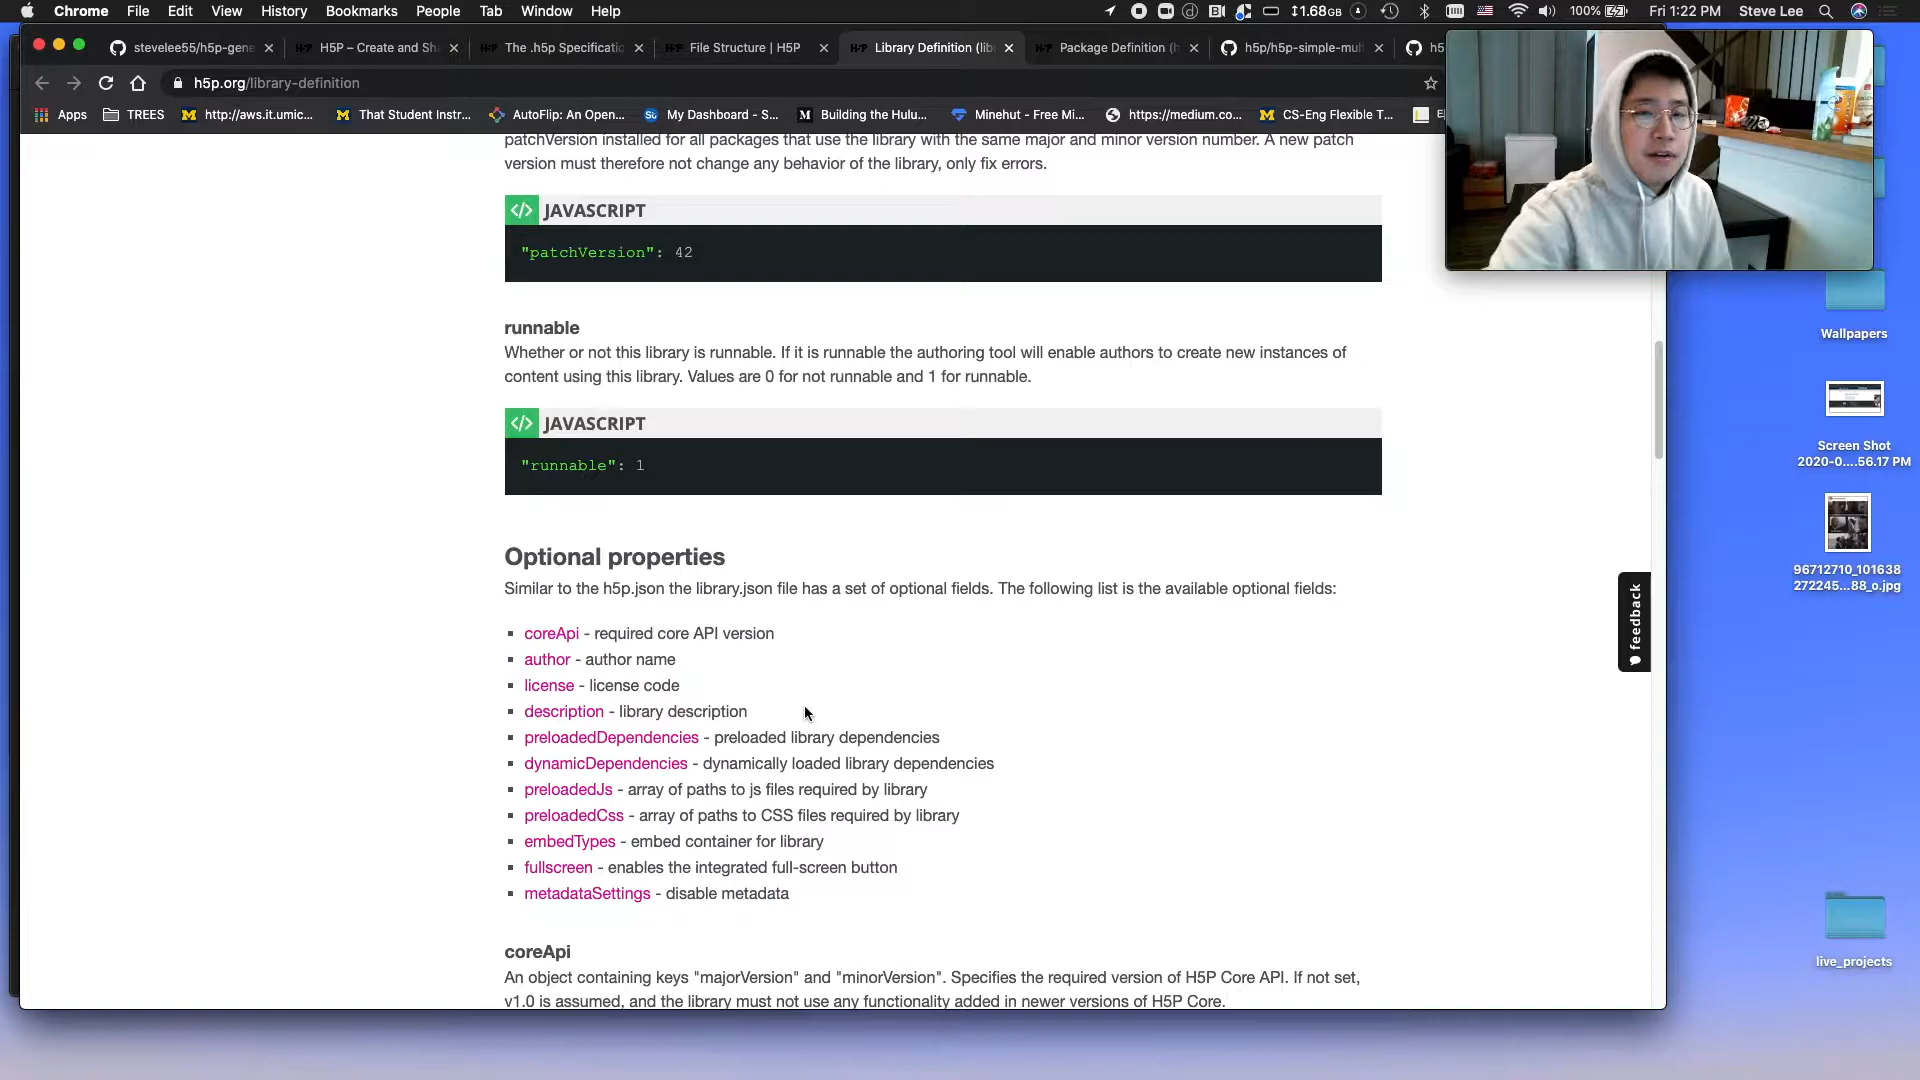 Chrome File Edit View History Bookmarks People Tab Window Help 1.68GB 100% Fri 1:22 PM Steve Lee
stevelee55/h5p-gene
H5P – Create and Sha
The .h5p Specificatio
File Structure | H5P
Library Definition (lib
Package Definition (h
h5p/h5p-simple-mul
h5
h5p.org/library-definition
Apps TREES http://aws.it.umic... That Student Instr... AutoFlip: An Open... My Dashboard - S... Building the Hulu... Minehut - Free Mi... https://medium.co... CS-Eng Flexible T... E
patchVersion installed for all packages that use the library with the same major and minor version number. A new patch
version must therefore not change any behavior of the library, only fix errors.
</> JAVASCRIPT
"patchVersion": 42
runnable
Whether or not this library is runnable. If it is runnable the authoring tool will enable authors to create new instances of
content using this library. Values are 0 for not runnable and 1 for runnable.
</> JAVASCRIPT
"runnable": 1
Optional properties
Similar to the h5p.json the library.json file has a set of optional fields. The following list is the available optional fields:
coreApi - required core API version
author - author name
license - license code
description - library description
preloadedDependencies - preloaded library dependencies
dynamicDependencies - dynamically loaded library dependencies
preloadedJs - array of paths to js files required by library
preloadedCss - array of paths to CSS files required by library
embedTypes - embed container for library
fullscreen - enables the integrated full-screen button
metadataSettings - disable metadata
coreApi
An object containing keys "majorVersion" and "minorVersion". Specifies the required version of H5P Core API. If not set,
v1.0 is assumed, and the library must not use any functionality added in newer versions of H5P Core.
feedback
Wallpapers
Screen Shot
2020-0....56.17 PM
96712710_101638
272245...88_o.jpg
live_projects